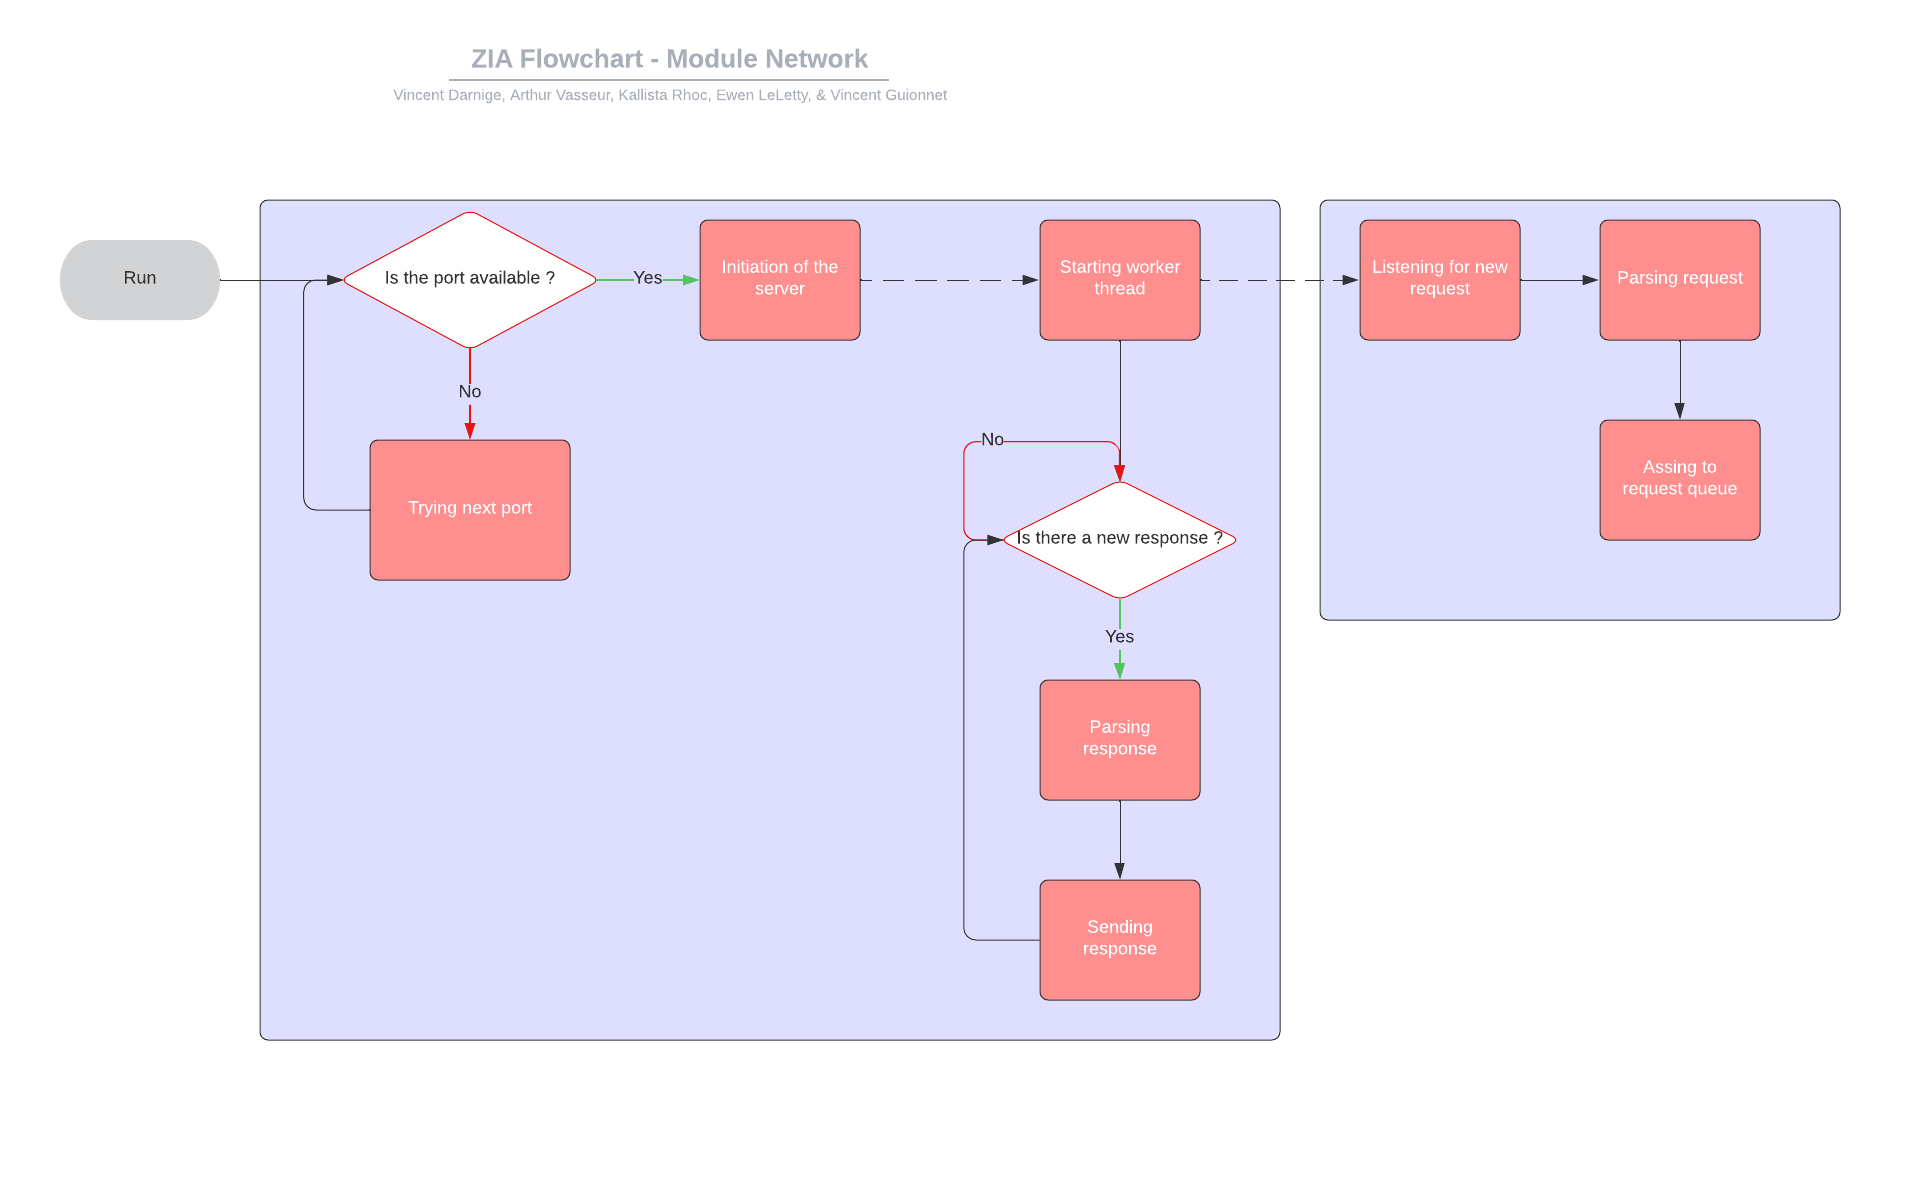 ZIA Flowchart - Module Network
Vincent Darnige, Arthur Vasseur, Kallista Rhoc, Ewen LeLetty, & Vincent Guionnet
Run
Is the port available ?
Yes
Initiation of the
server
Starting worker
thread
Listening for new
request
Parsing request
No
Trying next port
No
Assing to
request queue
Is there a new response ?
Yes
Parsing
response
Sending
response